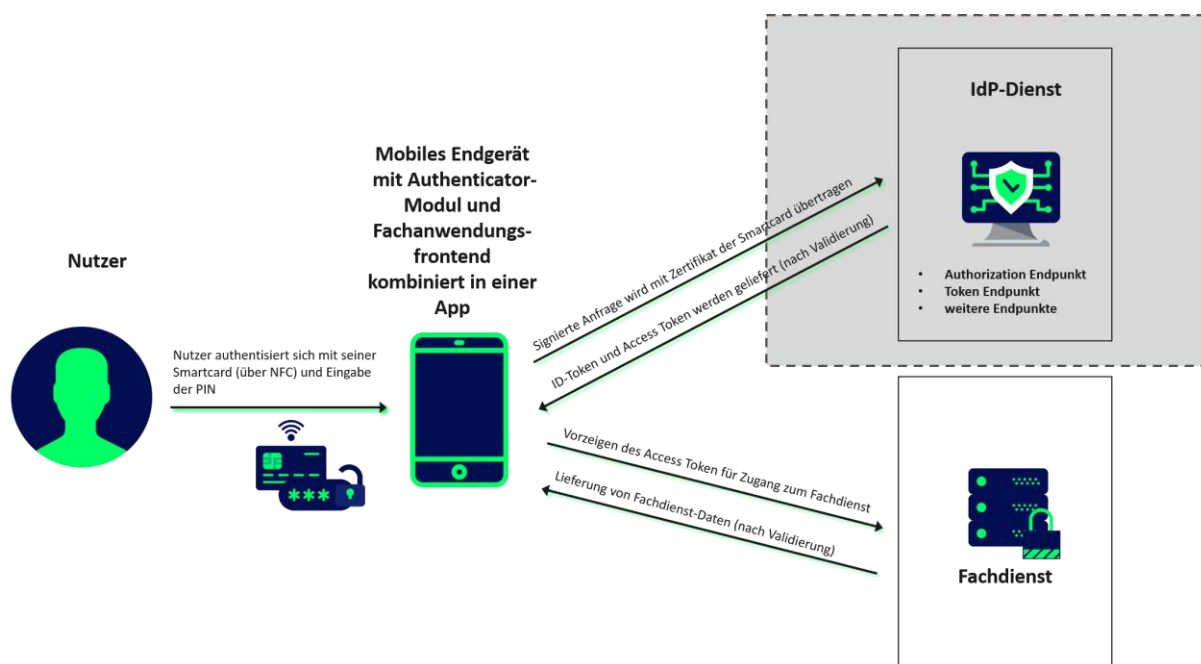 Nutzer
Nutzer authentisiert sich mit seiner
Smartcard (über NFC) und Eingabe
der PIN
***
Mobiles Endgerät
mit Authenticator-
Modul und
Fachanwendungs-
frontend
kombiniert in einer
App
Signierte Anfrage wird mit Zertifikat der Smartcard übertragen
ID-Token und Access Token werden geliefert (nach Validierung)
Vorzeigen des Access Token für Zugang zum Fachdienst
Lieferung von Fachdienst-Daten (nach Validierung)
IdP-Dienst
• Authorization Endpunkt
• Token Endpunkt
• weitere Endpunkte
Fachdienst